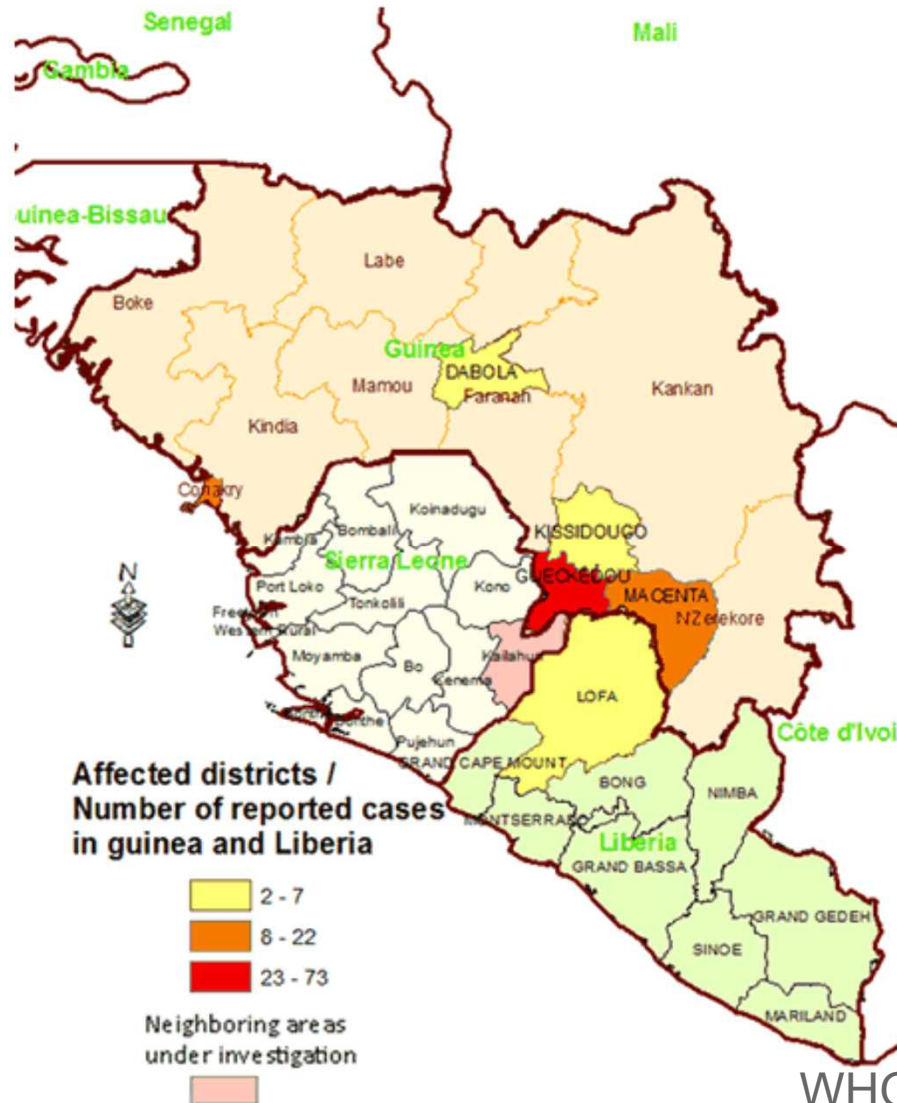 Senegal
Mali
Gambia
uinea-Bissau
Labe
Boke
Guinea
DABOLA
Mamou
Faranah
Kankan
Kindia
Conakry
Koinadugu
KISSIDOUGO
Bombali
Kambia
Sierra Leone
GUECKEDOU
N
Port Loko
Kono
MACENTA
Tonkolili
N'Zerekore
Freetown
Western Rural
Moyamba
Bo
Kailahun
Kenema
LOFA
Bonthe
Pujehun
Côte d'Ivoi
GRAND CAPE MOUNT
BONG
NIMBA
Affected districts /
Number of reported cases
in guinea and Liberia
MONTSERRADO
Liberia
GRAND BASSA
2 - 7
GRAND GEDEH
8 - 22
SINOE
23 - 73
MARILAND
Neighboring areas
under investigation
WHO